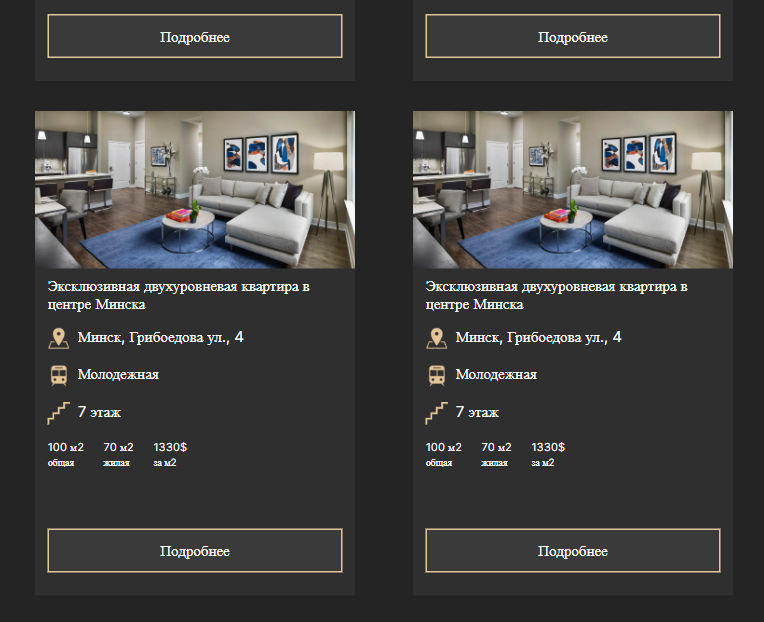 Подробнее
Подробнее
Эксклюзивная двухуровневая квартира в
центре Минска
Минск, Грибоедова ул., 4
Молодежная
7 этаж
100 м2 70 м2 1330$
общая жилая за м2
Подробнее
Эксклюзивная двухуровневая квартира в
центре Минска
Минск, Грибоедова ул., 4
Молодежная
7 этаж
100 м2 70 м2 1330$
общая жилая за м2
Подробнее